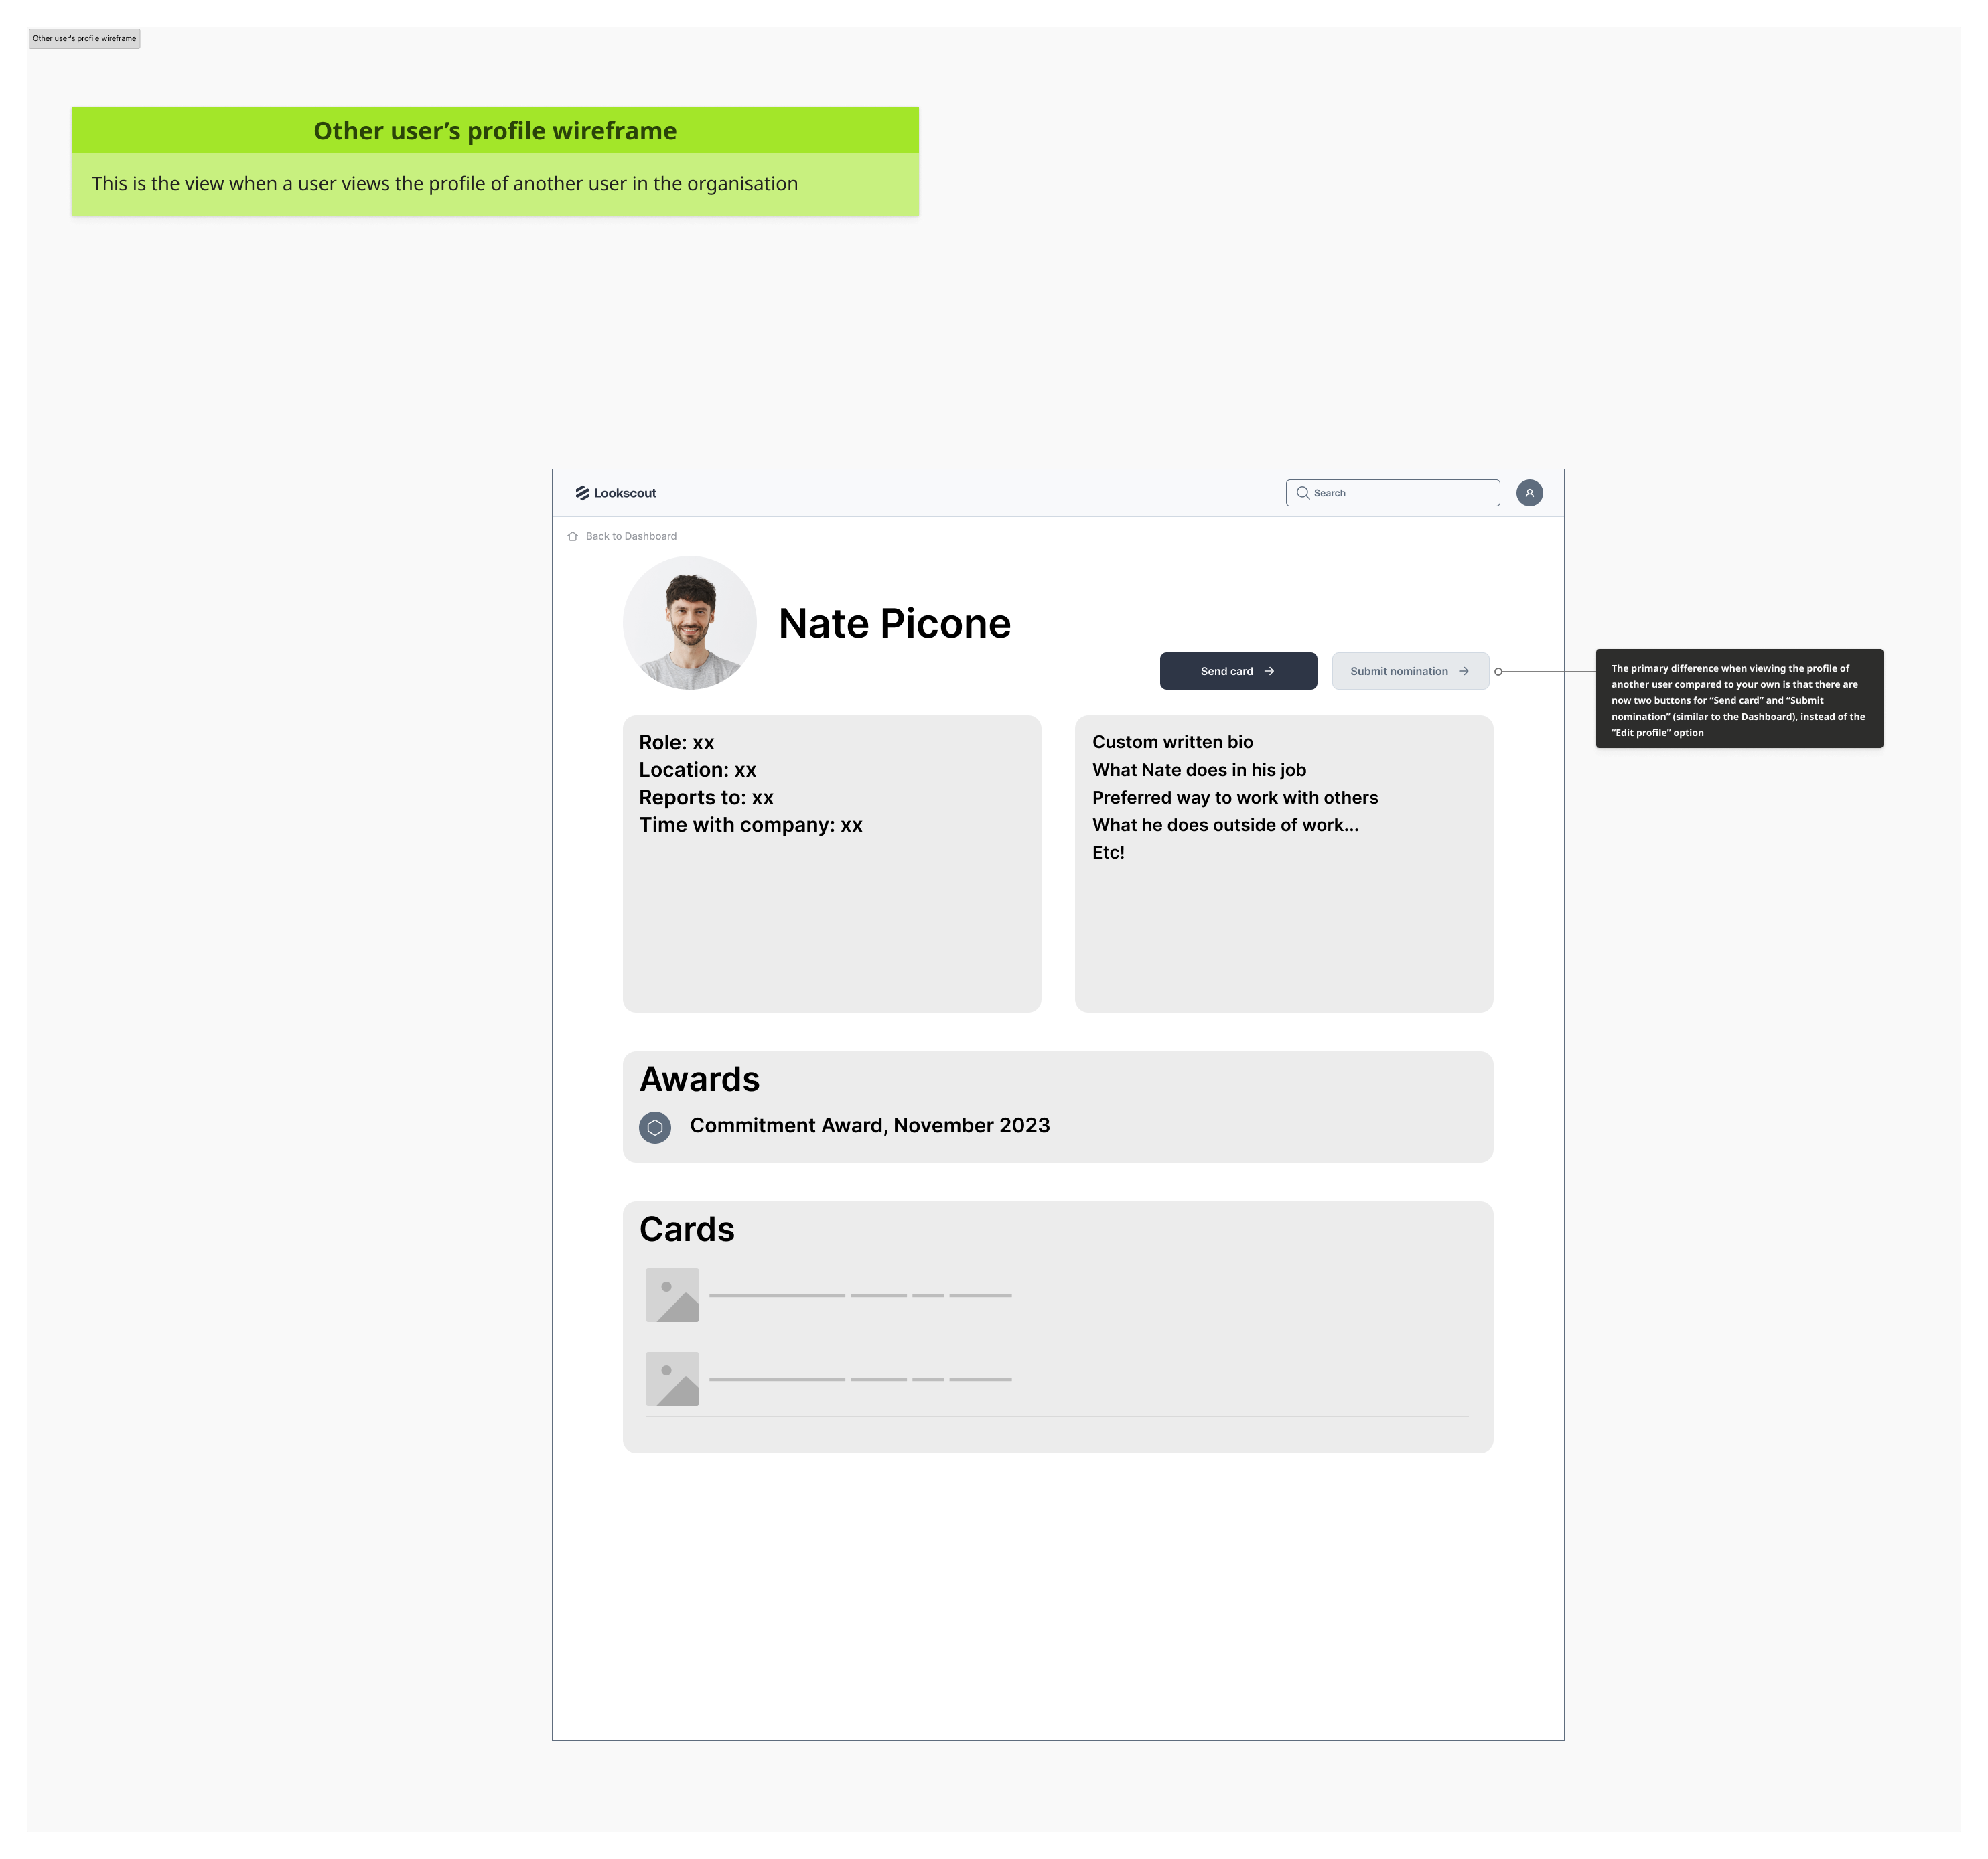 Other user's profile wireframe
Other user’s profile wireframe
This is the view when a user views the profile of another user in the organisation
Lookscout
Search
Back to Dashboard
Nate Picone
Send card
Submit nomination
The primary difference when viewing the profile of
another user compared to your own is that there are
now two buttons for “Send card” and “Submit
nomination” (similar to the Dashboard), instead of the
“Edit profile” option
Role: xx
Location: xx
Reports to: xx
Time with company: xx
Custom written bio
What Nate does in his job
Preferred way to work with others
What he does outside of work...
Etc!
Awards
Commitment Award, November 2023
Cards